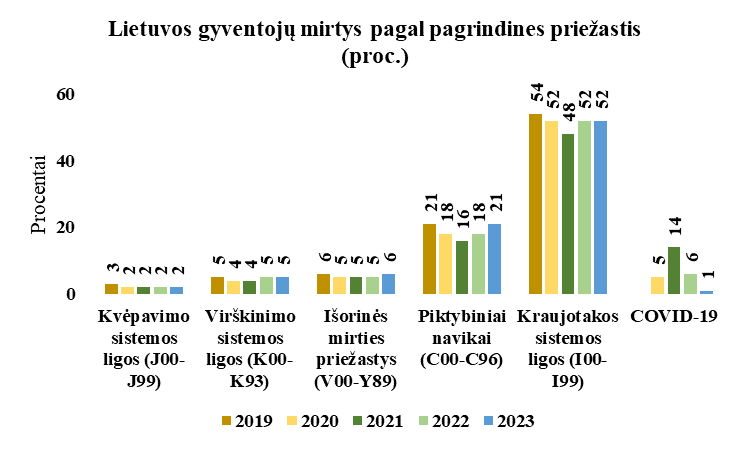 Lietuvos gyventojų mirtys pagal pagrindines priežastis
(proc.)
Procentai
60
40
20
0
3 2 2 2 2
5 4 4 5 5
6 5 5 5 6
21 18 16 18 21
54 52 48 52 52
5 14 6 1
Kvėpavimo
sistemos
ligos (J00-
J99)
Virškinimo
sistemos
ligos (K00-
K93)
Išorinės
mirties
priežastys
(V00-Y89)
Piktybiniai
navikai
(C00-C96)
Kraujotakos
sistemos
ligos (I00-
I99)
COVID-19
2019 2020 2021 2022 2023